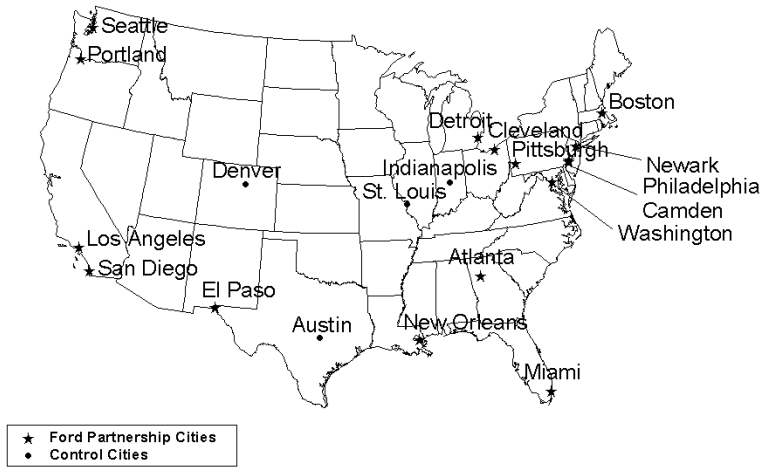 Seattle
Portland
Boston
Detroit
Cleveland
Pittsburgh
Denver
Indianapolis
St. Louis
Newark
Philadelphia
Camden
Washington
Los Angeles
San Diego
Atlanta
El Paso
Austin
New Orleans
Miami
Ford Partnership Cities
Control Cities